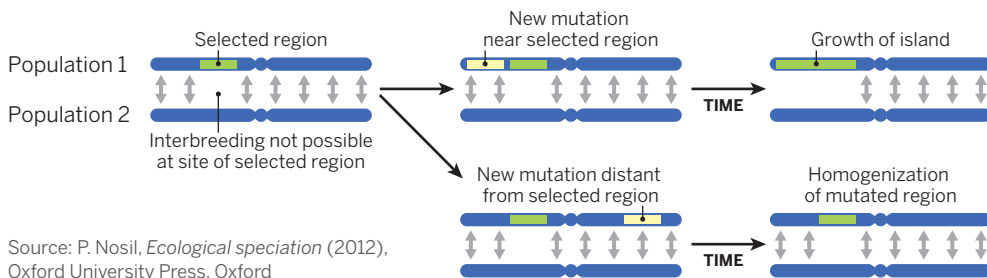 Selected region
New mutation
near selected region
Growth of island
Population 1
Population 2
TIME
Interbreeding not possible
at site of selected region
New mutation distant
from selected region
Homogenization
of mutated region
TIME
Source: P. Nosil, Ecological speciation (2012),
Oxford University Press, Oxford